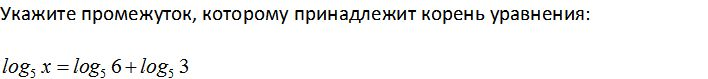 Укажите промежуток, которому принадлежит корень уравнения:
log₅ x = log₅ 6 + log₅ 3